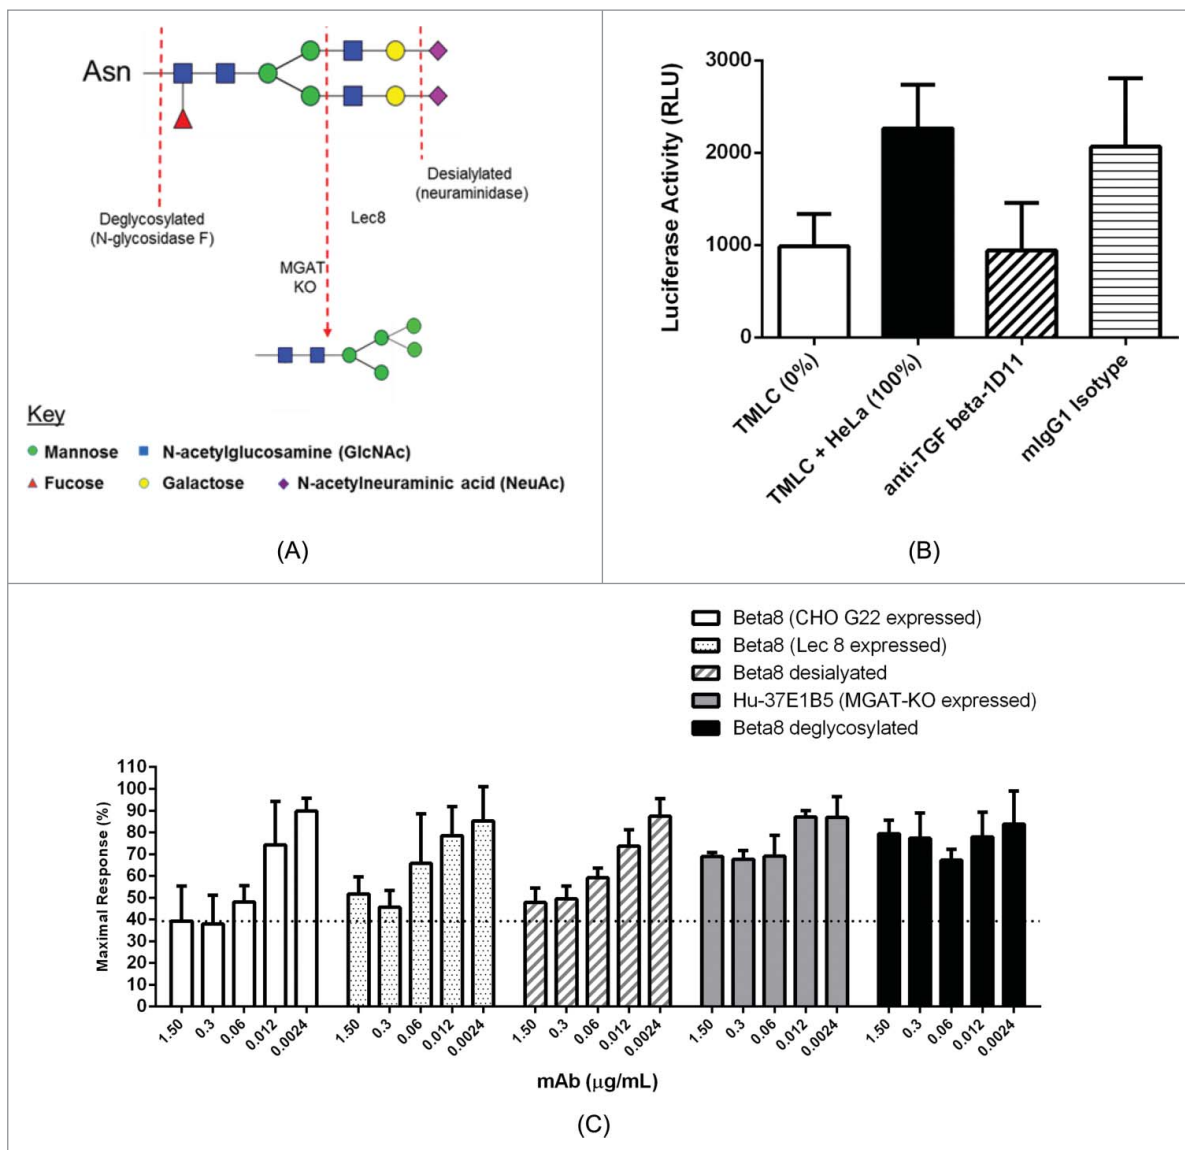 Asn
Deglycosylated
(N-glycosidase F)
Desialylated
(neuraminidase)
Lec8
MGAT
KO
Key
Mannose N-acetylglucosamine (GlcNAc)
Fucose Galactose N-acetylneuraminic acid (NeuAc)
(A)
Luciferase Activity (RLU)
3000
2000
1000
0
TMLC (0%)
TMLC + HeLa (100%)
anti-TGF beta-1D11
mIgG1 Isotype
(B)
Beta8 (CHO G22 expressed)
Beta8 (Lec 8 expressed)
Beta8 desialyated
Hu-37E1B5 (MGAT-KO expressed)
Beta8 deglycosylated
Maximal Response (%)
110
100
90
80
70
60
50
40
30
20
10
0
1.50 0.3 0.06 0.012 0.0024 1.50 0.3 0.06 0.012 0.0024 1.50 0.3 0.06 0.012 0.0024 1.50 0.3 0.06 0.012 0.0024 1.50 0.3 0.06 0.012 0.0024
mAb (μg/mL)
(C)